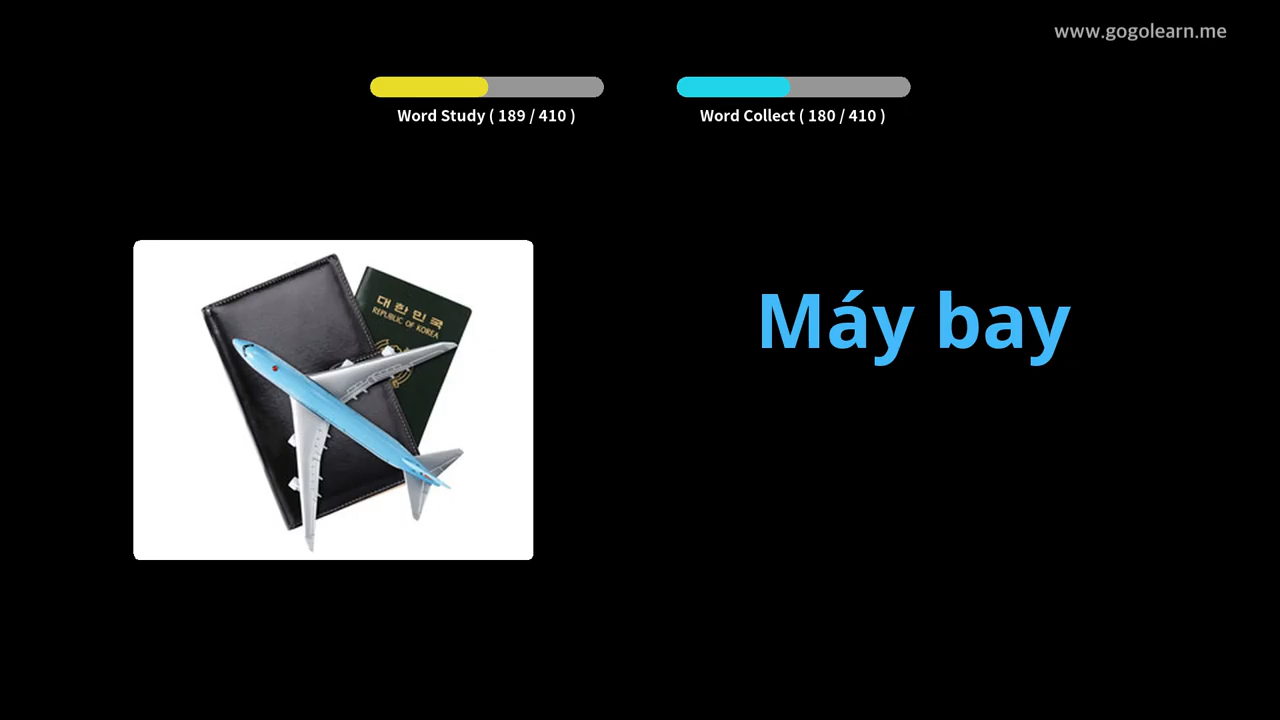 www.gogolearn.me
Word Study ( 189 / 410 )
Word Collect ( 180 / 410 )
대한민국
REPUBLIC OF KOREA
Máy bay